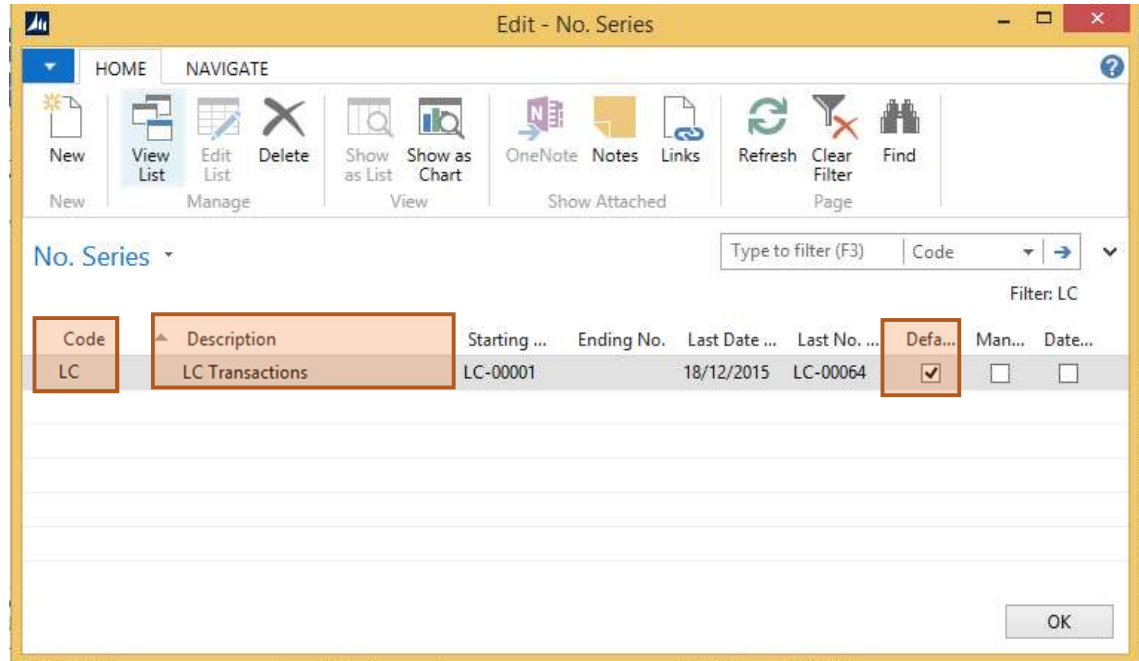 Edit - No. Series
HOME NAVIGATE
New View List Edit List Delete Show as List Show as Chart OneNote Notes Links Refresh Clear Filter Find
New Manage View Show Attached Page
No. Series Type to filter (F3) Code
Filter: LC
Code Description Starting ... Ending No. Last Date ... Last No. ... Defa... Man... Date...
LC LC Transactions LC-00001 18/12/2015 LC-00064
OK